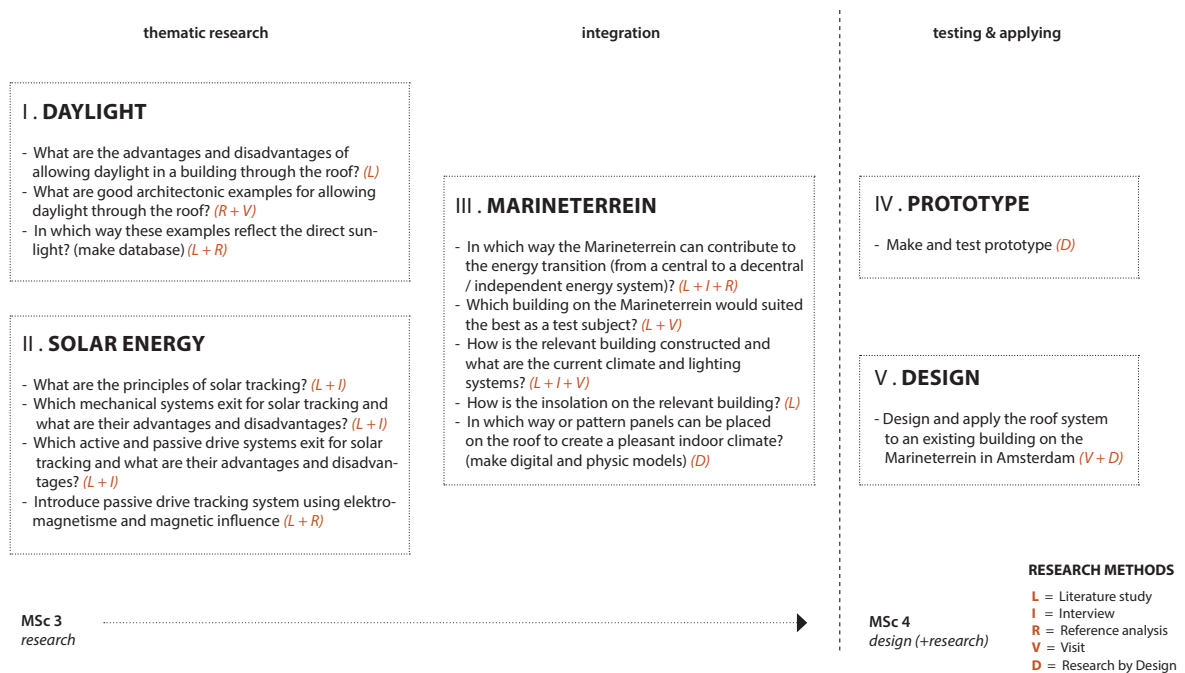 thematic research
integration
testing & applying
I . DAYLIGHT
- What are the advantages and disadvantages of
allowing daylight in a building through the roof? (L)
- What are good architectonic examples for allowing
daylight through the roof? (R + V)
- In which way these examples reflect the direct sun-
light? (make database) (L + R)
II . SOLAR ENERGY
- What are the principles of solar tracking? (L + I)
- Which mechanical systems exit for solar tracking and
what are their advantages and disadvantages? (L + I)
- Which active and passive drive systems exit for solar
tracking and what are their advantages and disadvan-
tages? (L + I)
- Introduce passive drive tracking system using elektro-
magnetisme and magnetic influence (L + R)
III . MARINETERREIN
- In which way the Marineterrein can contribute to
the energy transition (from a central to a decentral
/ independent energy system)? (L + I + R)
- Which building on the Marineterrein would suited
the best as a test subject? (L + V)
- How is the relevant building constructed and
what are the current climate and lighting
systems? (L + I + V)
- How is the insolation on the relevant building? (L)
- In which way or pattern panels can be placed
on the roof to create a pleasant indoor climate?
(make digital and physic models) (D)
IV . PROTOTYPE
- Make and test prototype (D)
V . DESIGN
- Design and apply the roof system
to an existing building on the
Marineterrein in Amsterdam (V + D)
MSc 3
research
MSc 4
design (+research)
RESEARCH METHODS
L = Literature study
I = Interview
R = Reference analysis
V = Visit
D = Research by Design